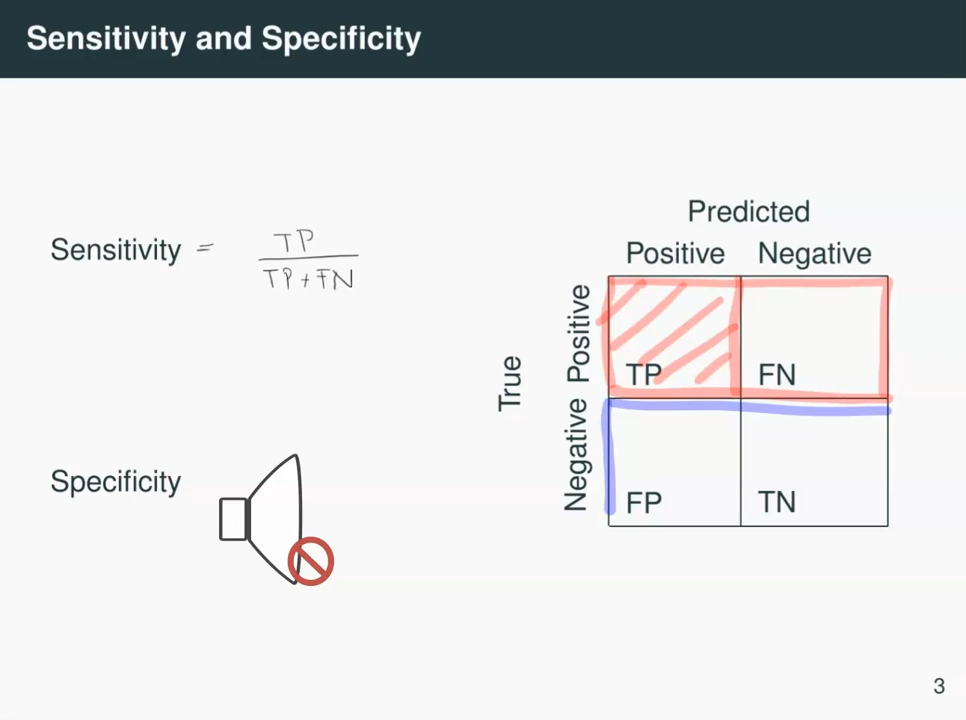 Sensitivity and Specificity
Sensitivity = TP
TP + FN
Specificity
Predicted
Positive Negative
True
Positive
Negative
TP FN
FP TN
3